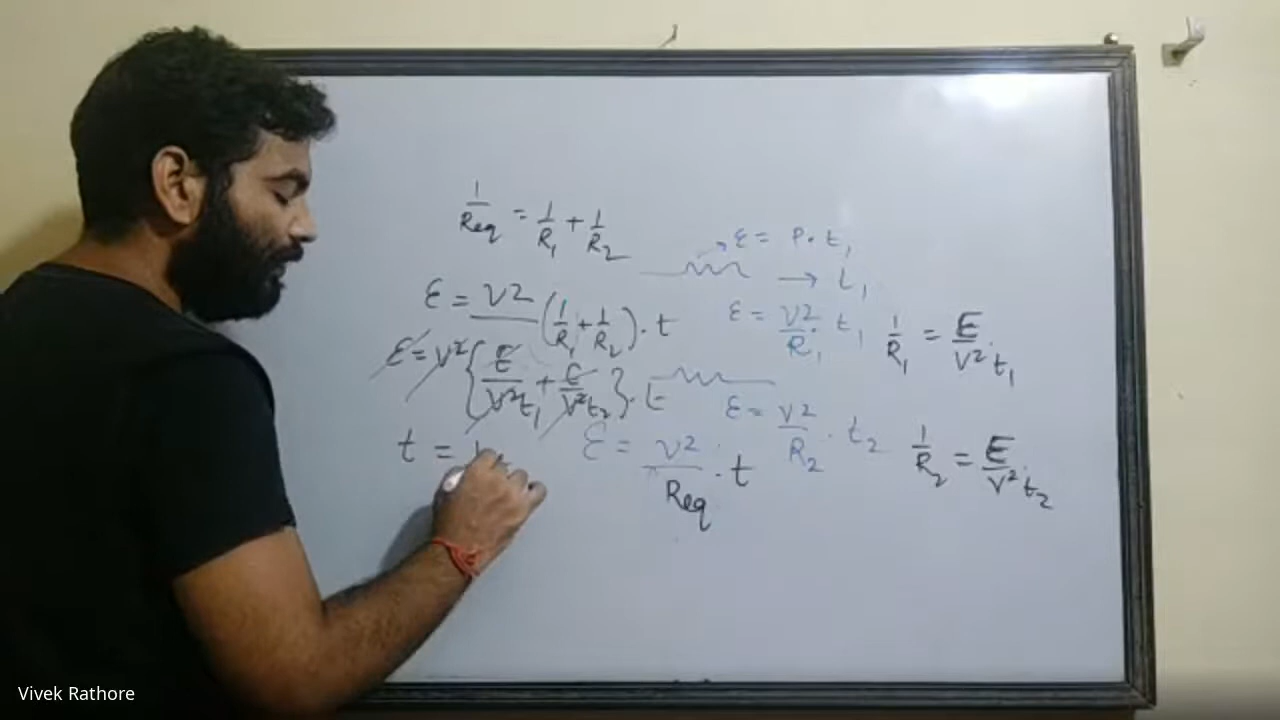 1/Req = 1/R₁ + 1/R₂
ε = P.t₁
→ t₁
ε = V2 (1/R₁ + 1/R₂).t
ε = V2/R₁ . t₁
1/R₁ = E/V².t₁
ε = V² {ε/V²t₁ + ε/V²t₂}.t
ε = V2/R₂ . t₂
1/R₂ = E/V².t₂
t =
ε = V2/Req . t
Vivek Rathore